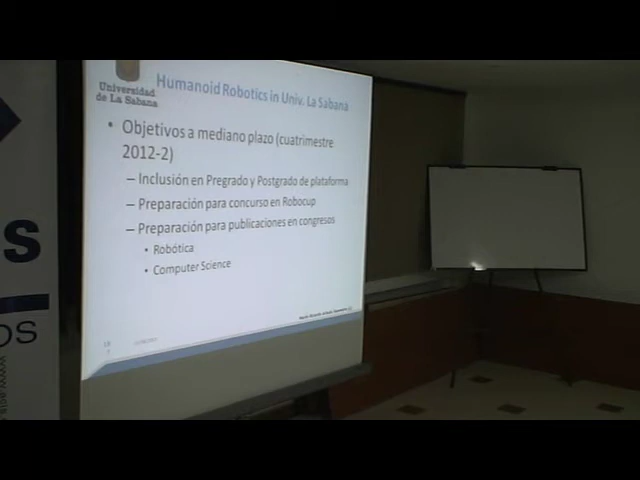 Universidad
de La Sabana
Humanoid Robotics in Univ. La Sabana
• Objetivos a mediano plazo (cuatrimestre
2012-2)
– Inclusión en Pregrado y Postgrado de plataforma
– Preparación para concurso en Robocup
– Preparación para publicaciones en congresos
• Robótica
• Computer Science
s
os